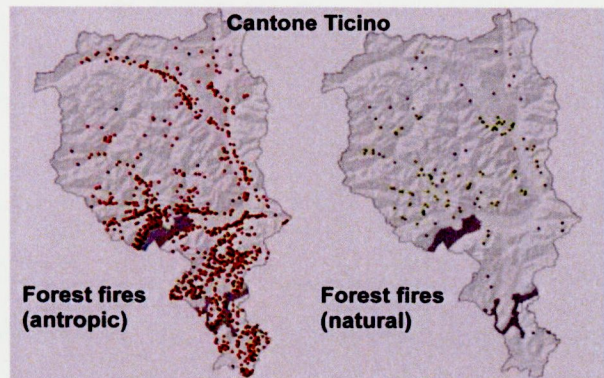 Cantone Ticino
Forest fires
(antropic)
Forest fires
(natural)